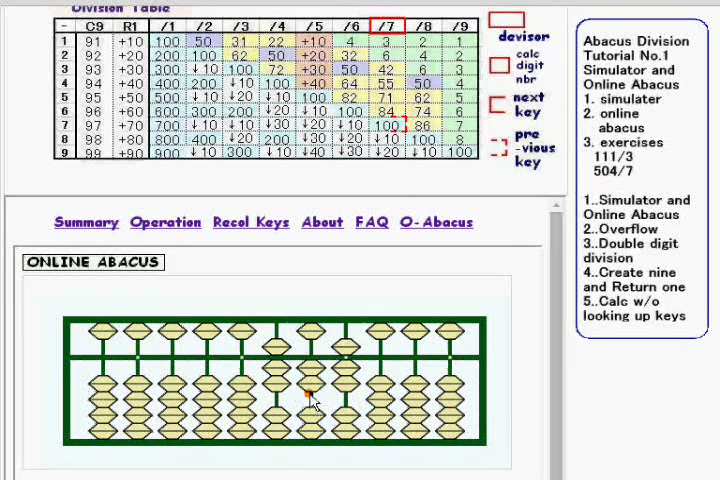 Division Table
- C9 R1 /1 /2 /3 /4 /5 /6 /7 /8 /9
1 91 +10 100 50 31 22 +10 4 3 2 1
2 92 +20 200 100 62 50 +20 32 6 4 2
3 93 +30 300 ↓10 100 72 +30 50 42 6 3
4 94 +40 400 200 ↓10 100 +40 64 55 50 4
5 95 +50 500 ↓10 ↓10 ↓10 100 82 71 62 5
6 96 +60 600 300 200 ↓10 ↓10 100 84 74 6
7 97 +70 700 ↓10 ↓10 ↓30 ↓20 ↓10 100 86 7
8 98 +80 800 400 ↓20 200 ↓30 ↓20 ↓10 100 8
9 99 +90 900 ↓10 300 ↓10 ↓40 ↓30 ↓20 ↓10 100
devisor
calc
digit
nbr
next
key
pre
-vious
key
Summary Operation Recol Keys About FAQ O-Abacus
ONLINE ABACUS
Abacus Division
Tutorial No.1
Simulator and
Online Abacus
1. simulater
2. online
abacus
3. exercises
111/3
504/7
1..Simulator and
Online Abacus
2..Overflow
3..Double digit
division
4..Create nine
and Return one
5..Calc w/o
looking up keys